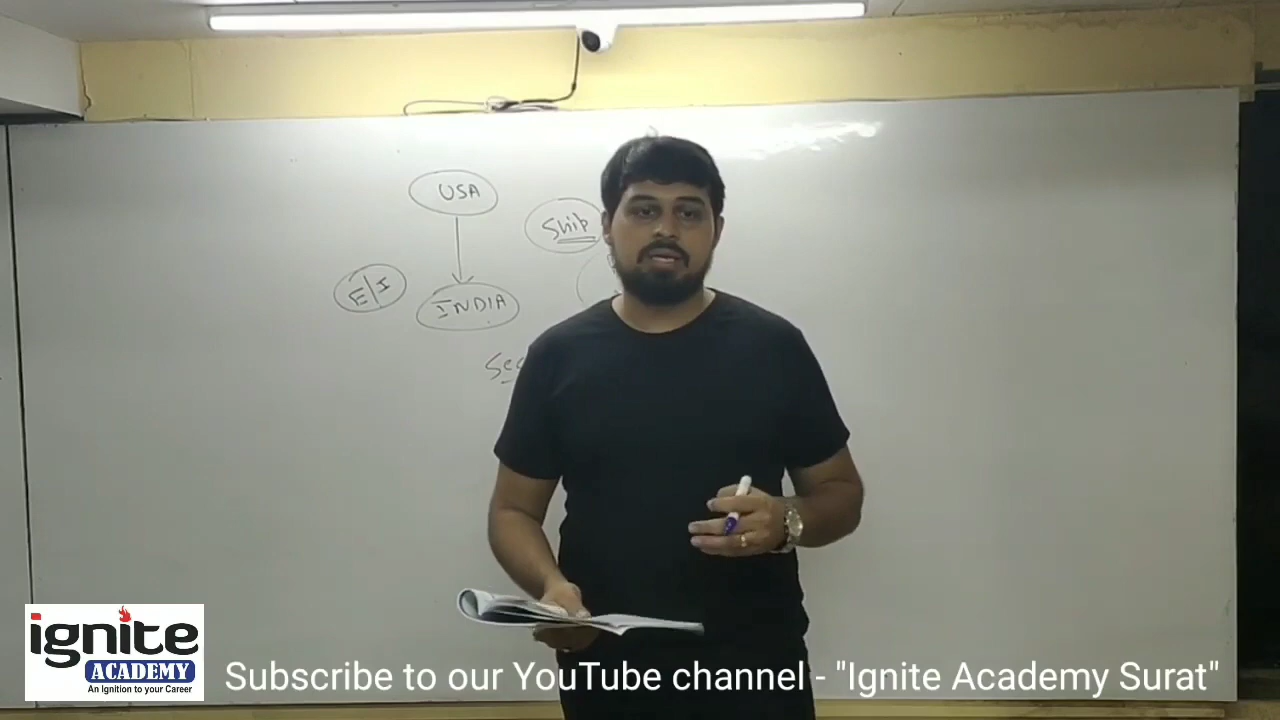 USA
Ship
E/I
INDIA
ignite
ACADEMY
An Ignition to your Career
Subscribe to our YouTube channel - "Ignite Academy Surat"